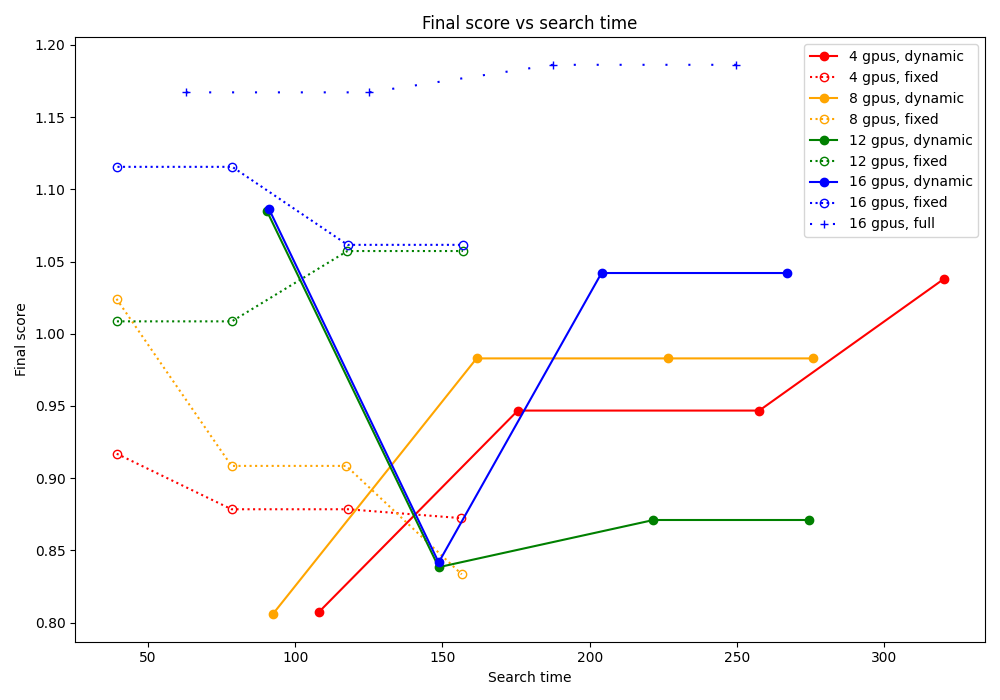 Final score vs search time
1.20
1.15
1.10
1.05
1.00
0.95
0.90
0.85
0.80
Final score
50
100
150
200
250
300
Search time
4 gpus, dynamic
4 gpus, fixed
8 gpus, dynamic
8 gpus, fixed
12 gpus, dynamic
12 gpus, fixed
16 gpus, dynamic
16 gpus, fixed
16 gpus, full